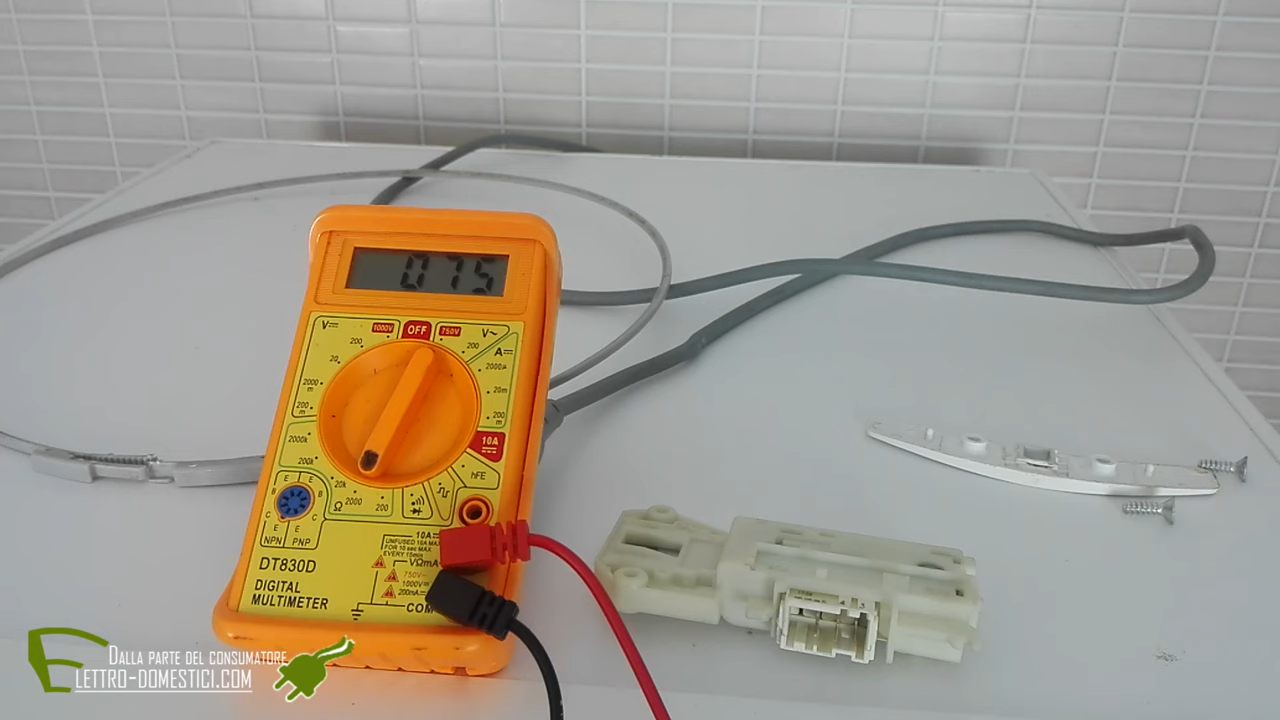 075
V⎓ 1000V OFF 750V V~
200 200 A⎓
20 2000µ
2000m 20m
200m 200m
2000k 10A
200k hFE
20k 2000 200
Ω
E E
B B
C C
E E
NPN PNP
10A⎓
UNFUSED 10A MAX
FOR 10 sec MAX
EVERY 15min
VΩmA
750V~
1000V⎓
200mA⎓
COM
DT830D
DIGITAL
MULTIMETER
DALLA PARTE DEL CONSUMATORE
ELETTRO-DOMESTICI.COM